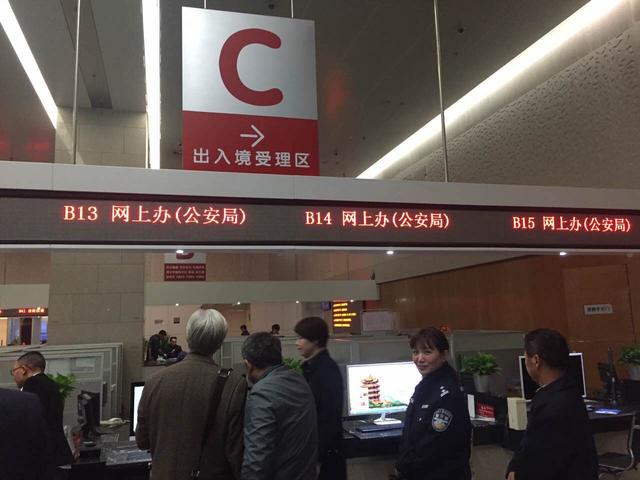 C
→
出入境受理区
B13 网上办(公安局)
B14 网上办(公安局)
B15 网上办(公安局)
B